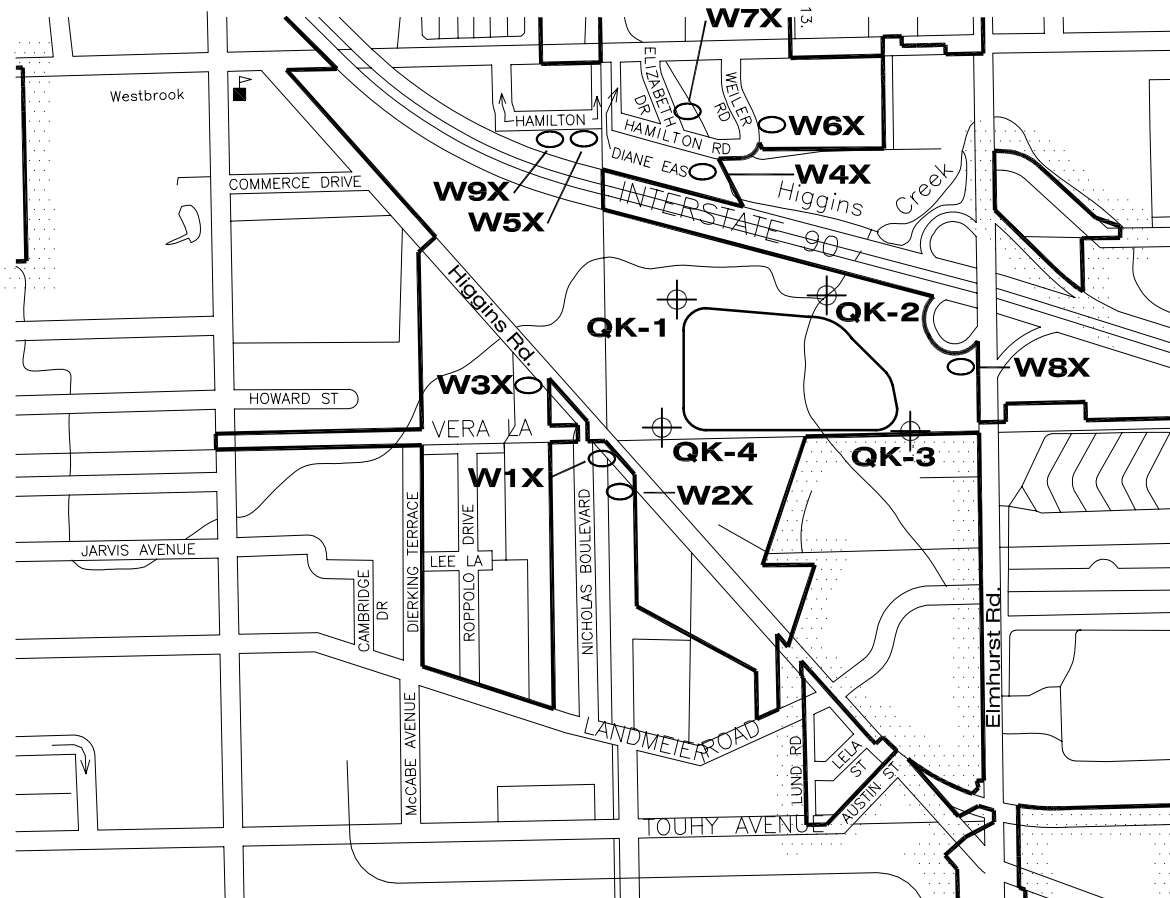 W7X
13.
ELIZABETH
DR
WEILER
RD
Westbrook
HAMILTON
HAMILTON RD
W6X
DIANE EAS
W4X
COMMERCE DRIVE
W9X
W5X
INTERSTATE 90
Higgins
Creek
Higgins Rd.
QK-1
QK-2
W3X
W8X
HOWARD ST
VERA LA
QK-4
QK-3
W1X
W2X
JARVIS AVENUE
CAMBRIDGE
DR
DIERKING TERRACE
LEE LA
ROPPOLO DRIVE
NICHOLAS BOULEVARD
Elmhurst Rd.
McCABE AVENUE
LANDMEIER ROAD
LUND RD
LELA
ST
AUSTIN ST
TOUHY AVENUE